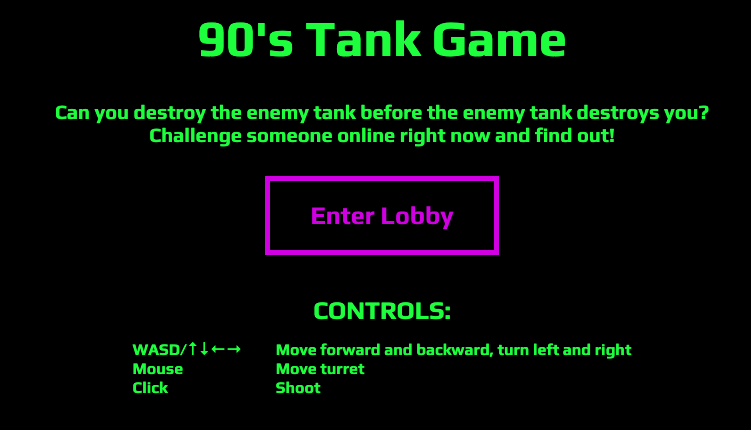 90's Tank Game
Can you destroy the enemy tank before the enemy tank destroys you?
Challenge someone online right now and find out!
Enter Lobby
CONTROLS:
WASD/↑↓←→ Move forward and backward, turn left and right
Mouse Move turret
Click Shoot